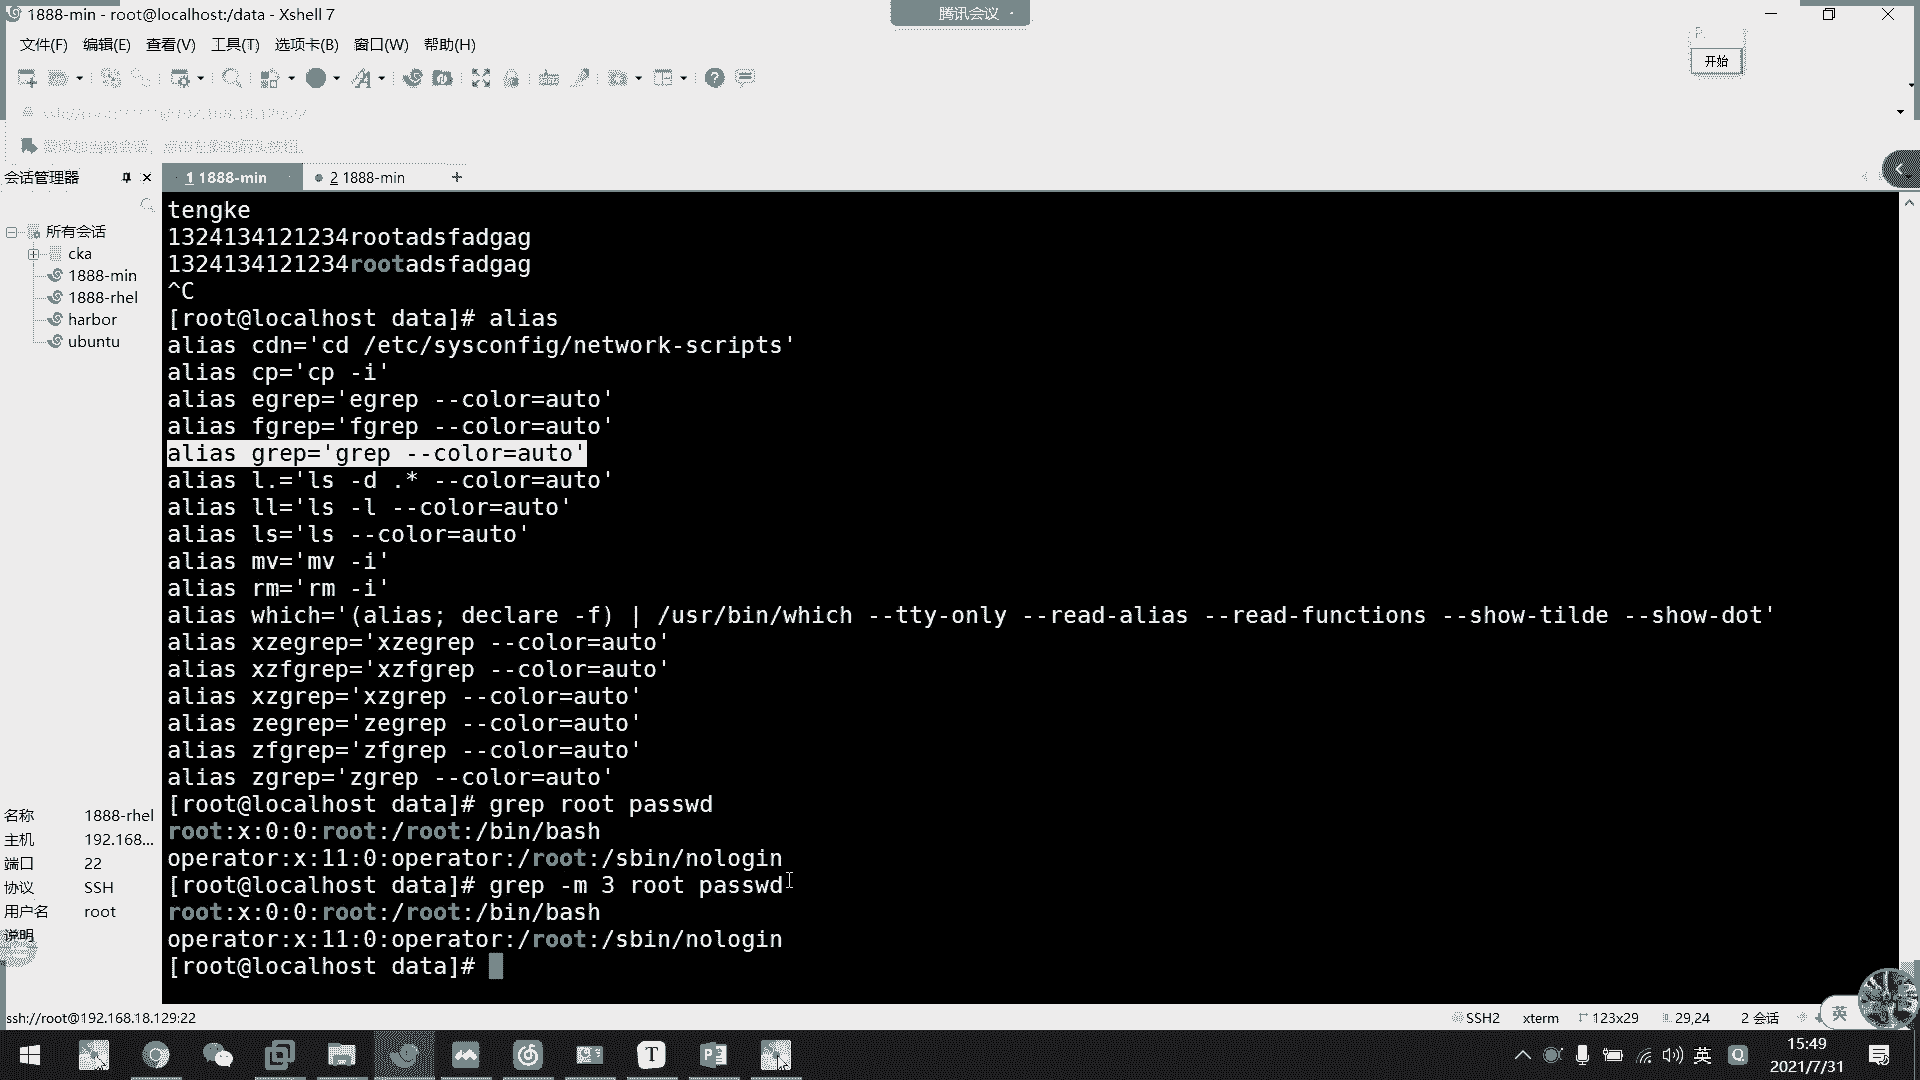 1888-min - root@localhost:/data - Xshell 7
腾讯会议
文件(F) 编辑(E) 查看(V) 工具(T) 选项卡(B) 窗口(W) 帮助(H)
开始
会话管理器
1 1888-min
2 1888-min
+
所有会话
cka
1888-min
1888-rhel
harbor
ubuntu
tengke
1324134121234rootadsfadgag
1324134121234rootadsfadgag
^C
[root@localhost data]# alias
alias cdn='cd /etc/sysconfig/network-scripts'
alias cp='cp -i'
alias egrep='egrep --color=auto'
alias fgrep='fgrep --color=auto'
alias grep='grep --color=auto'
alias l.='ls -d .* --color=auto'
alias ll='ls -l --color=auto'
alias ls='ls --color=auto'
alias mv='mv -i'
alias rm='rm -i'
alias which='(alias; declare -f) | /usr/bin/which --tty-only --read-alias --read-functions --show-tilde --show-dot'
alias xzegrep='xzegrep --color=auto'
alias xzfgrep='xzfgrep --color=auto'
alias xzgrep='xzgrep --color=auto'
alias zegrep='zegrep --color=auto'
alias zfgrep='zfgrep --color=auto'
alias zgrep='zgrep --color=auto'
[root@localhost data]# grep root passwd
root:x:0:0:root:/root:/bin/bash
operator:x:11:0:operator:/root:/sbin/nologin
[root@localhost data]# grep -m 3 root passwd
root:x:0:0:root:/root:/bin/bash
operator:x:11:0:operator:/root:/sbin/nologin
[root@localhost data]#
名称 1888-rhel
主机 192.168...
端口 22
协议 SSH
用户名 root
说明
ssh://root@192.168.18.129:22
SSH2 xterm 123x29 29,24 2 会话
英
英
15:49
2021/7/31